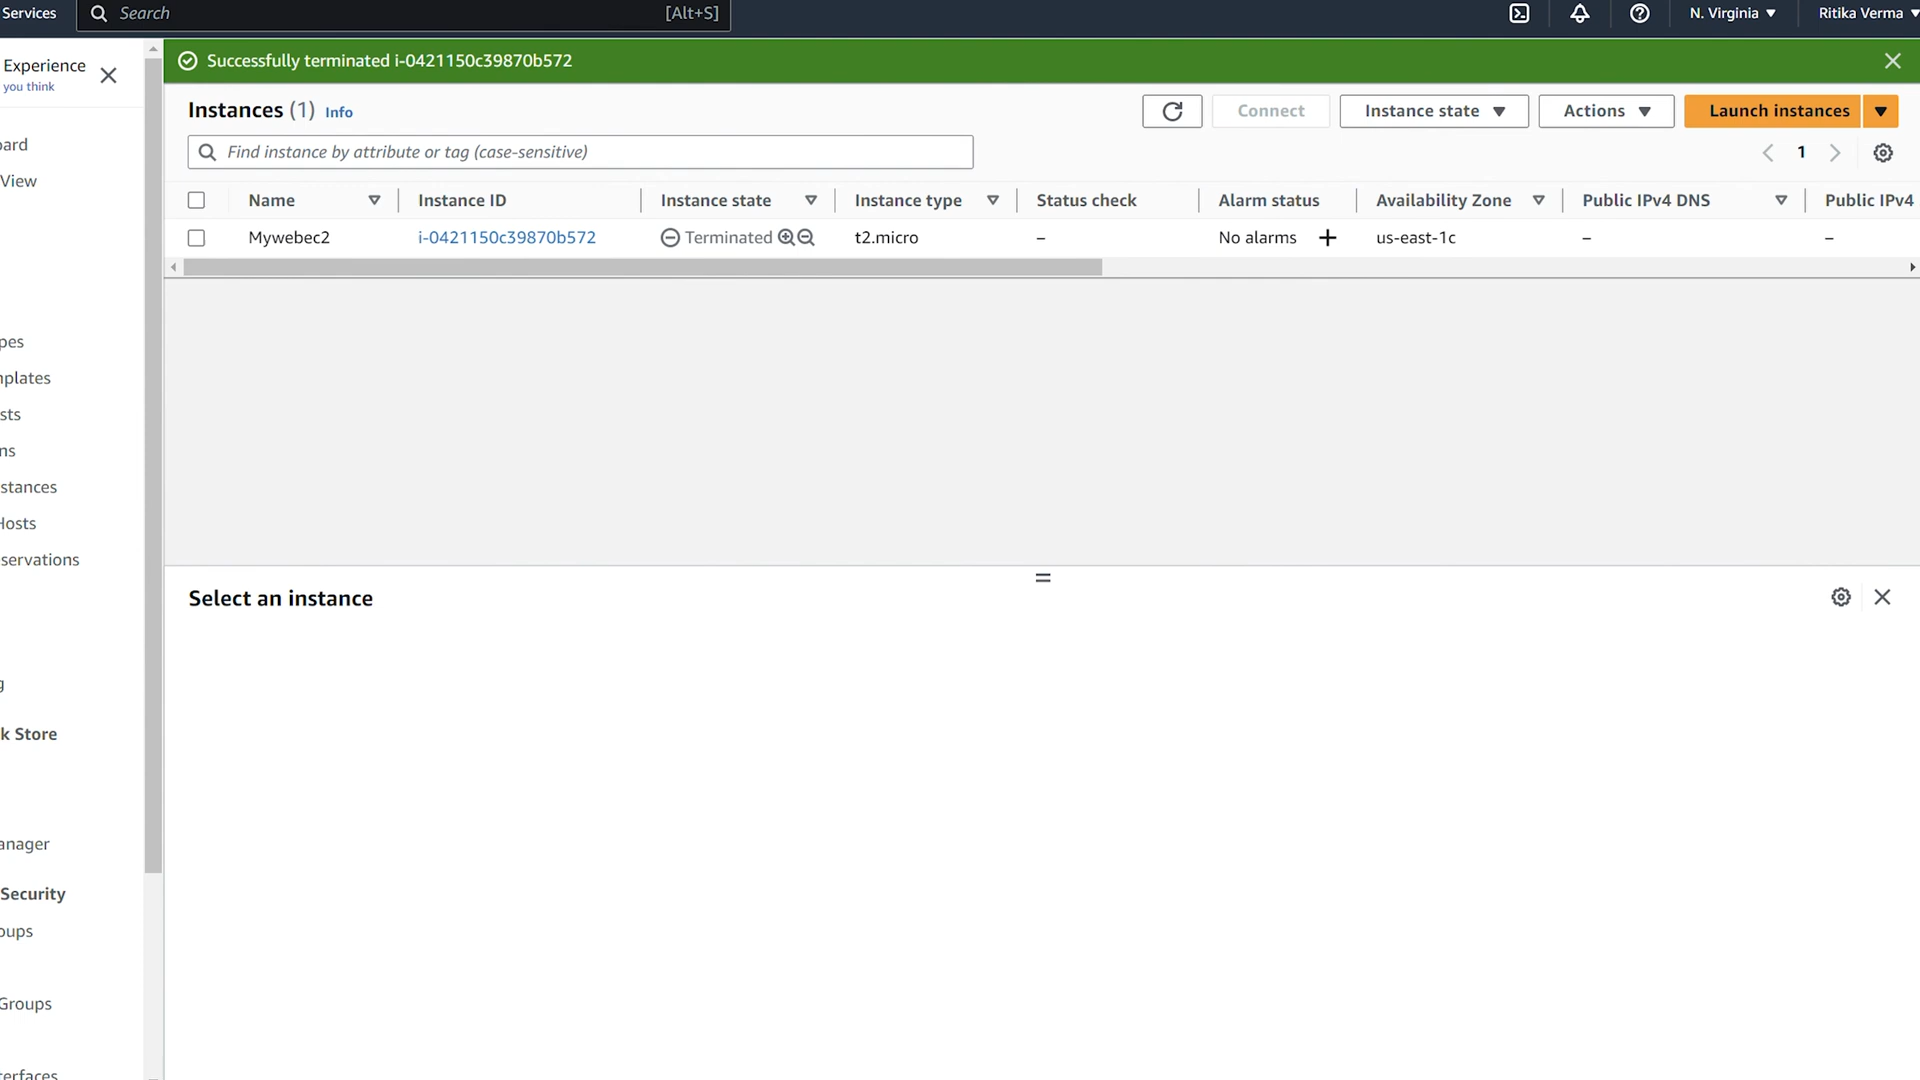 Services
Search
[Alt+S]
N. Virginia
Ritika Verma
Experience
you think
Successfully terminated i-0421150c39870b572
Instances (1) Info
Connect
Instance state
Actions
Launch instances
Find instance by attribute or tag (case-sensitive)
1
Name
Instance ID
Instance state
Instance type
Status check
Alarm status
Availability Zone
Public IPv4 DNS
Public IPv4
Mywebec2
i-0421150c39870b572
Terminated
t2.micro
–
No alarms
us-east-1c
–
–
ard
View
pes
nplates
sts
ns
stances
Hosts
servations
g
k Store
anager
Security
oups
Groups
terfaces
Select an instance